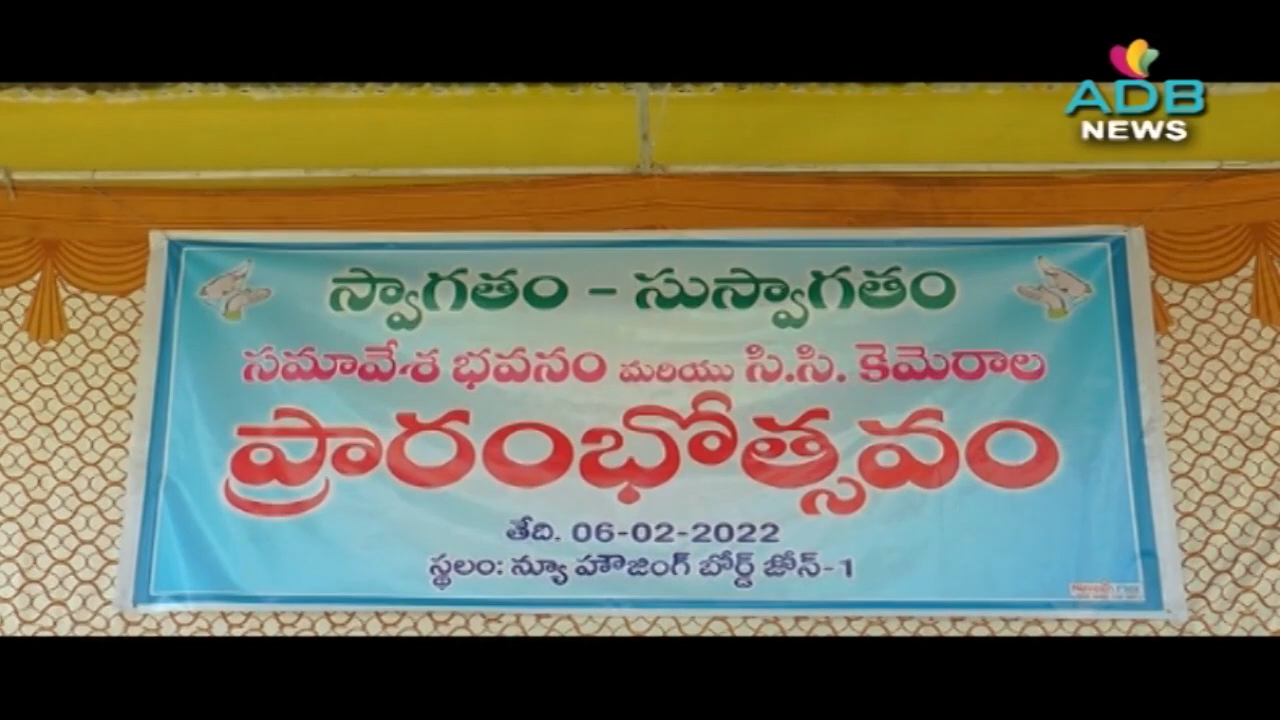 ADB
NEWS
స్వాగతం - సుస్వాగతం
సమావేశ భవనం మరియు సి.సి. కెమెరాల
ప్రారంభోత్సవం
తేది. 06-02-2022
స్థలం: న్యూ హౌజింగ్ బోర్డ్ జోన్-1